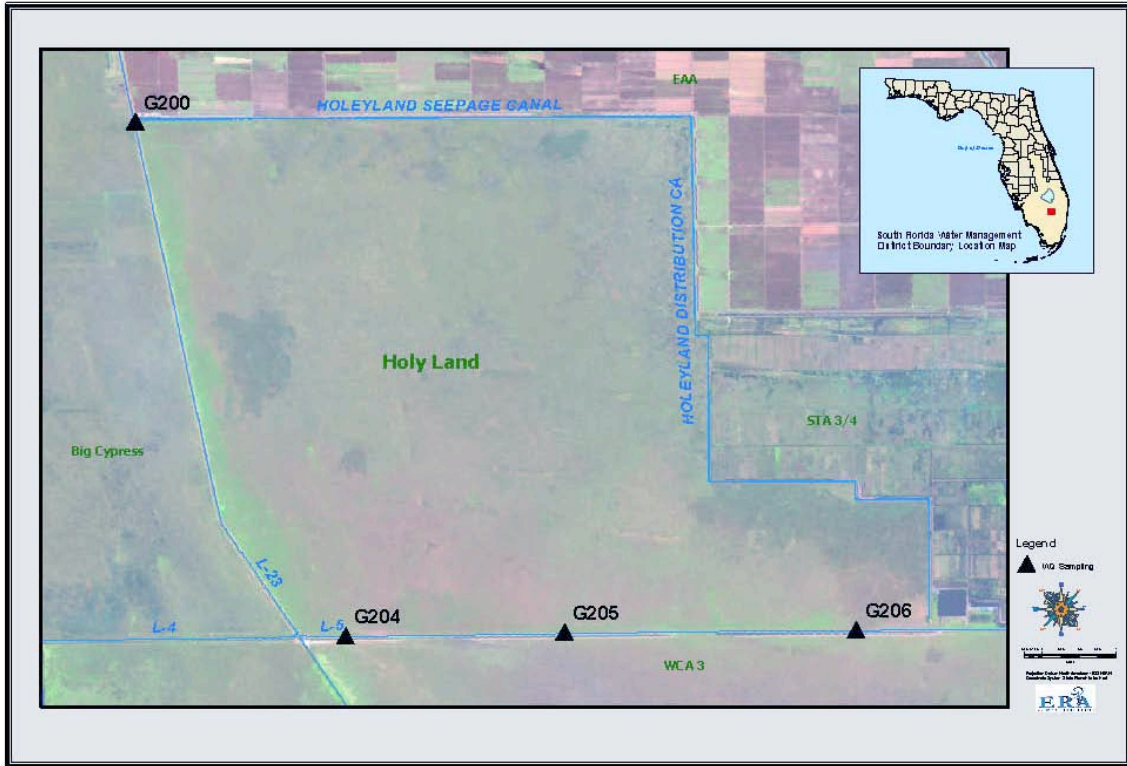 EAA
G200
HOLEYLAND SEEPAGE CANAL
HOLEYLAND DISTRIBUTION CA
South Florida Water Management
District Boundary Location Map
Holy Land
STA 3/4
Big Cypress
L-23
L-4
L-5
G204
G205
G206
WCA 3
Legend
WQ Sampling
ERA